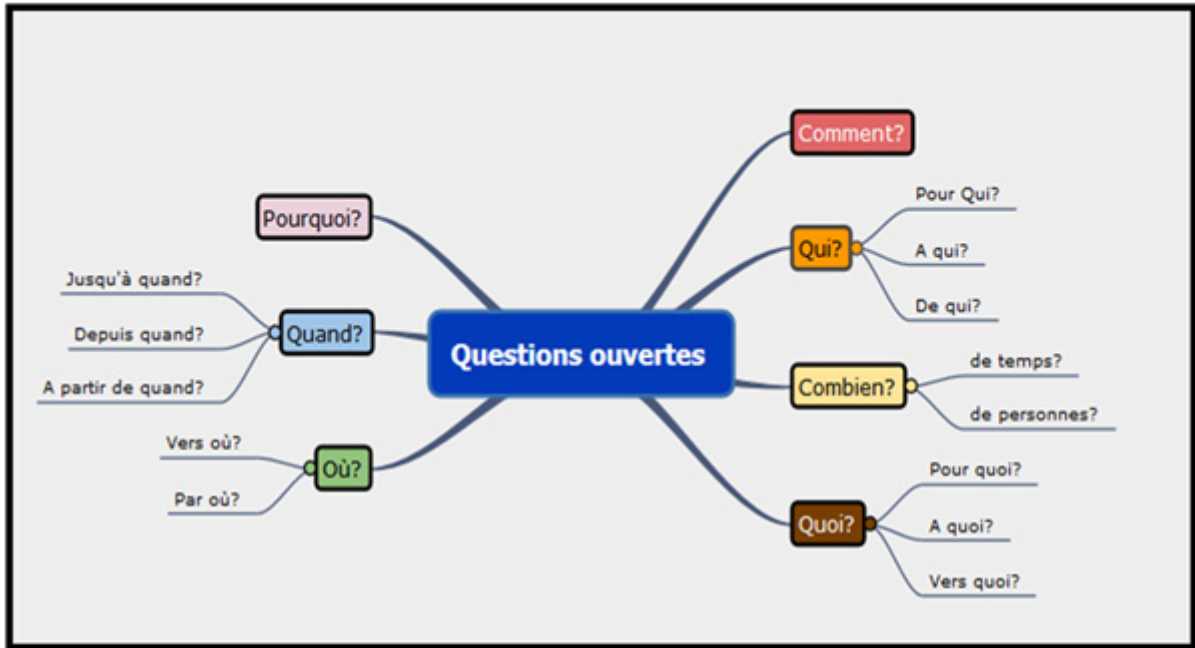 Questions ouvertes
Comment?
Qui?
Pour Qui?
A qui?
De qui?
Combien?
de temps?
de personnes?
Quoi?
Pour quoi?
A quoi?
Vers quoi?
Pourquoi?
Quand?
Jusqu'à quand?
Depuis quand?
A partir de quand?
Où?
Vers où?
Par où?